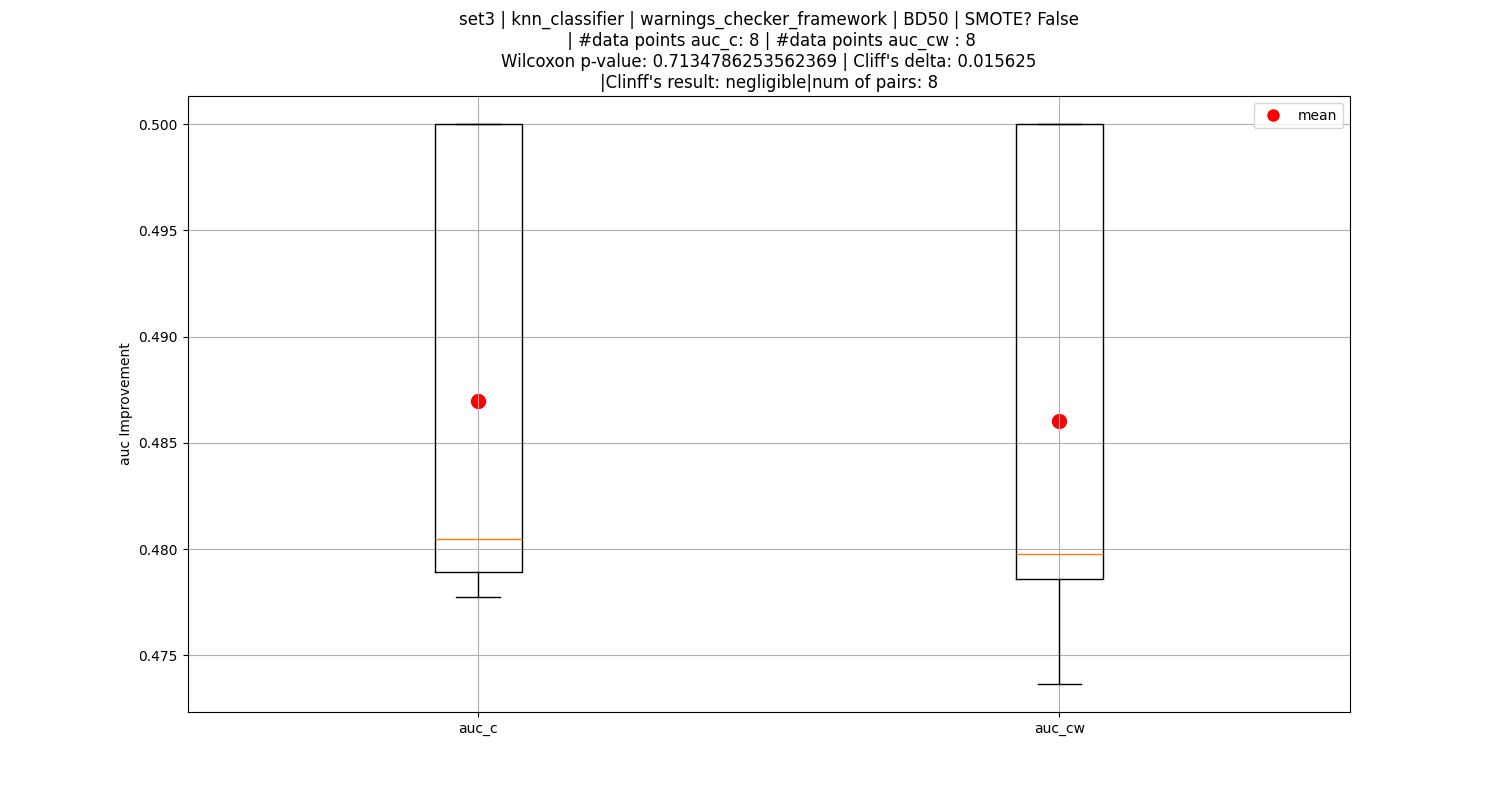 set3 | knn_classifier | warnings_checker_framework | BD50 | SMOTE? False
| #data points auc_c: 8 | #data points auc_cw : 8
Wilcoxon p-value: 0.7134786253562369 | Cliff's delta: 0.015625
|Clinff's result: negligible|num of pairs: 8
mean
0.500
0.495
0.490
0.485
0.480
0.475
auc Improvement
auc_c
auc_cw